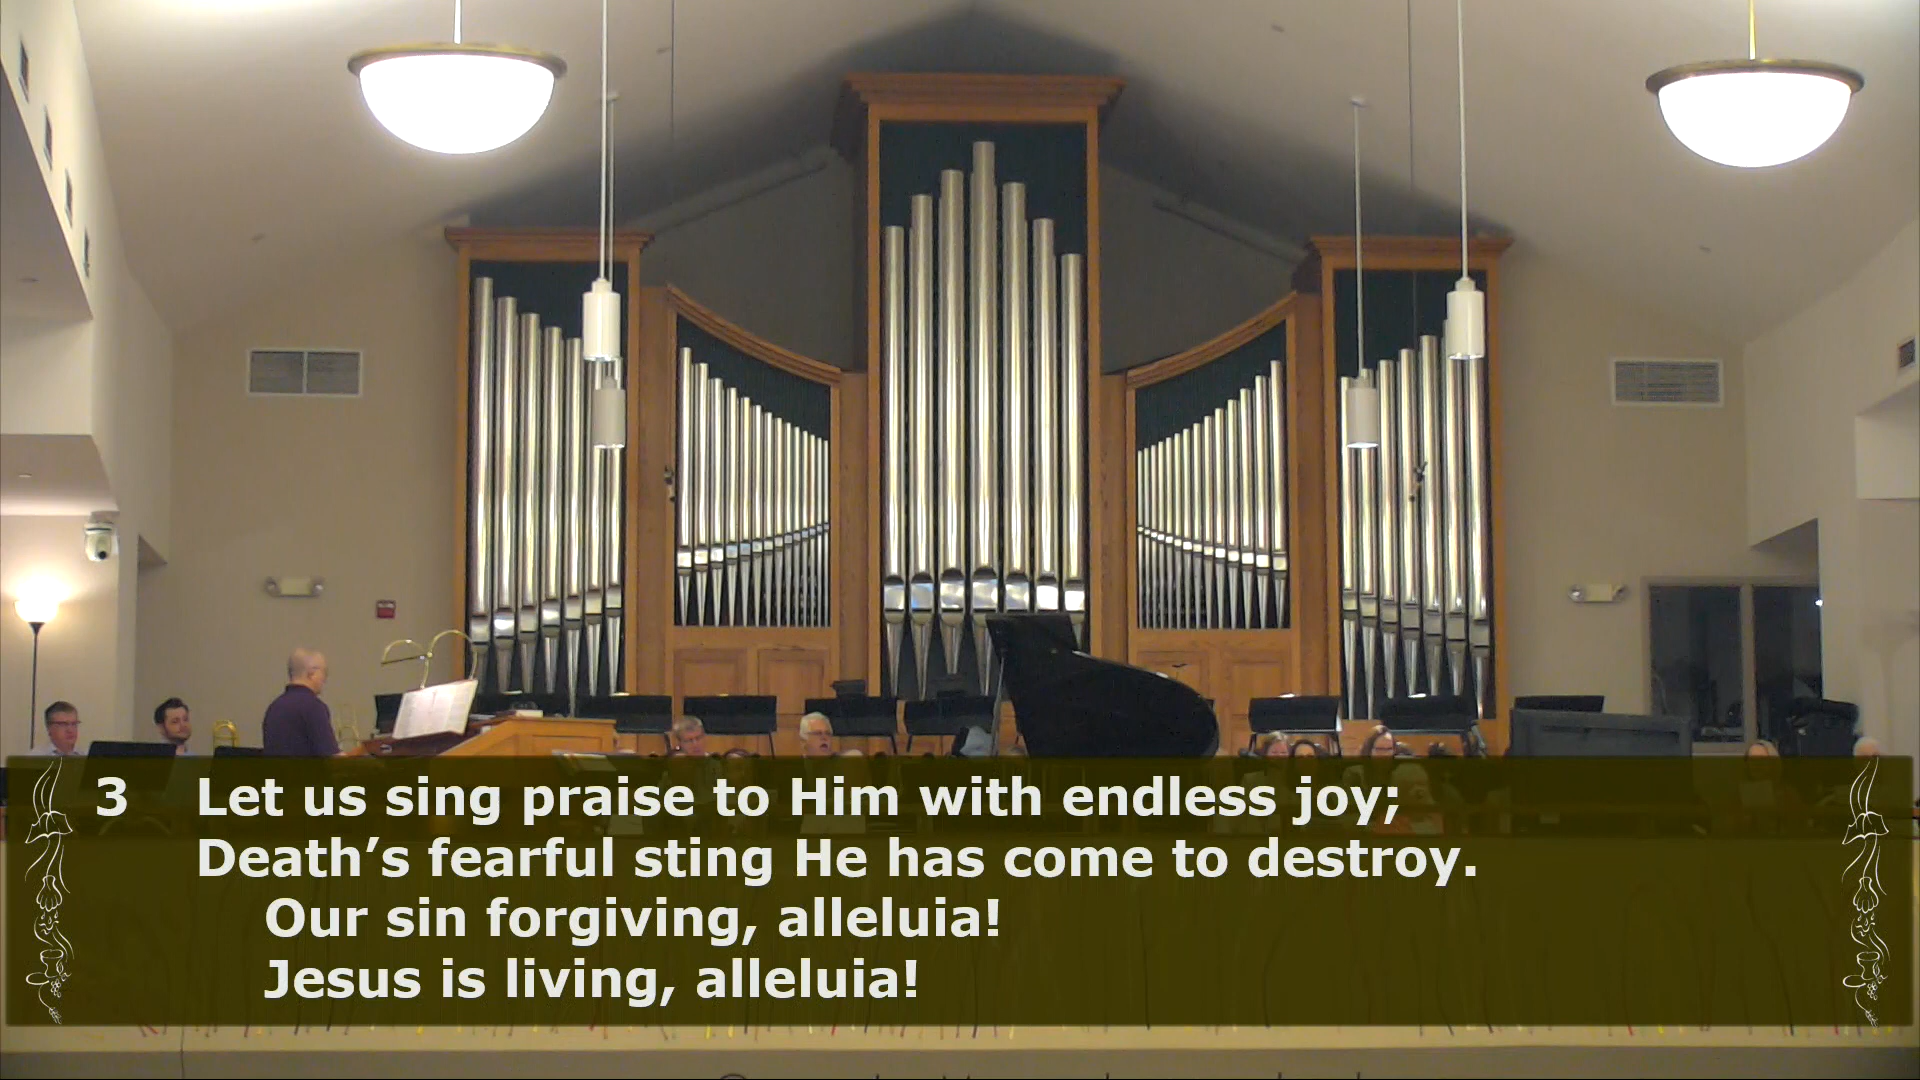 3 Let us sing praise to Him with endless joy;
Death’s fearful sting He has come to destroy.
Our sin forgiving, alleluia!
Jesus is living, alleluia!